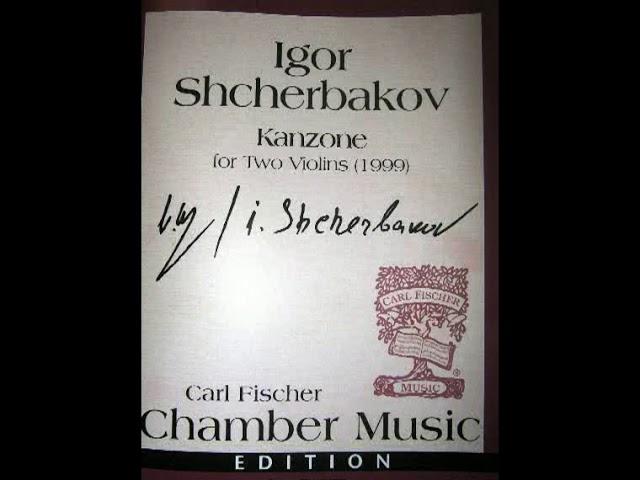 Igor
Shcherbakov
Kanzone
for Two Violins (1999)
i. Shcherbakov
CARL FISCHER
MUSIC
®
Carl Fischer
Chamber Music
EDITION